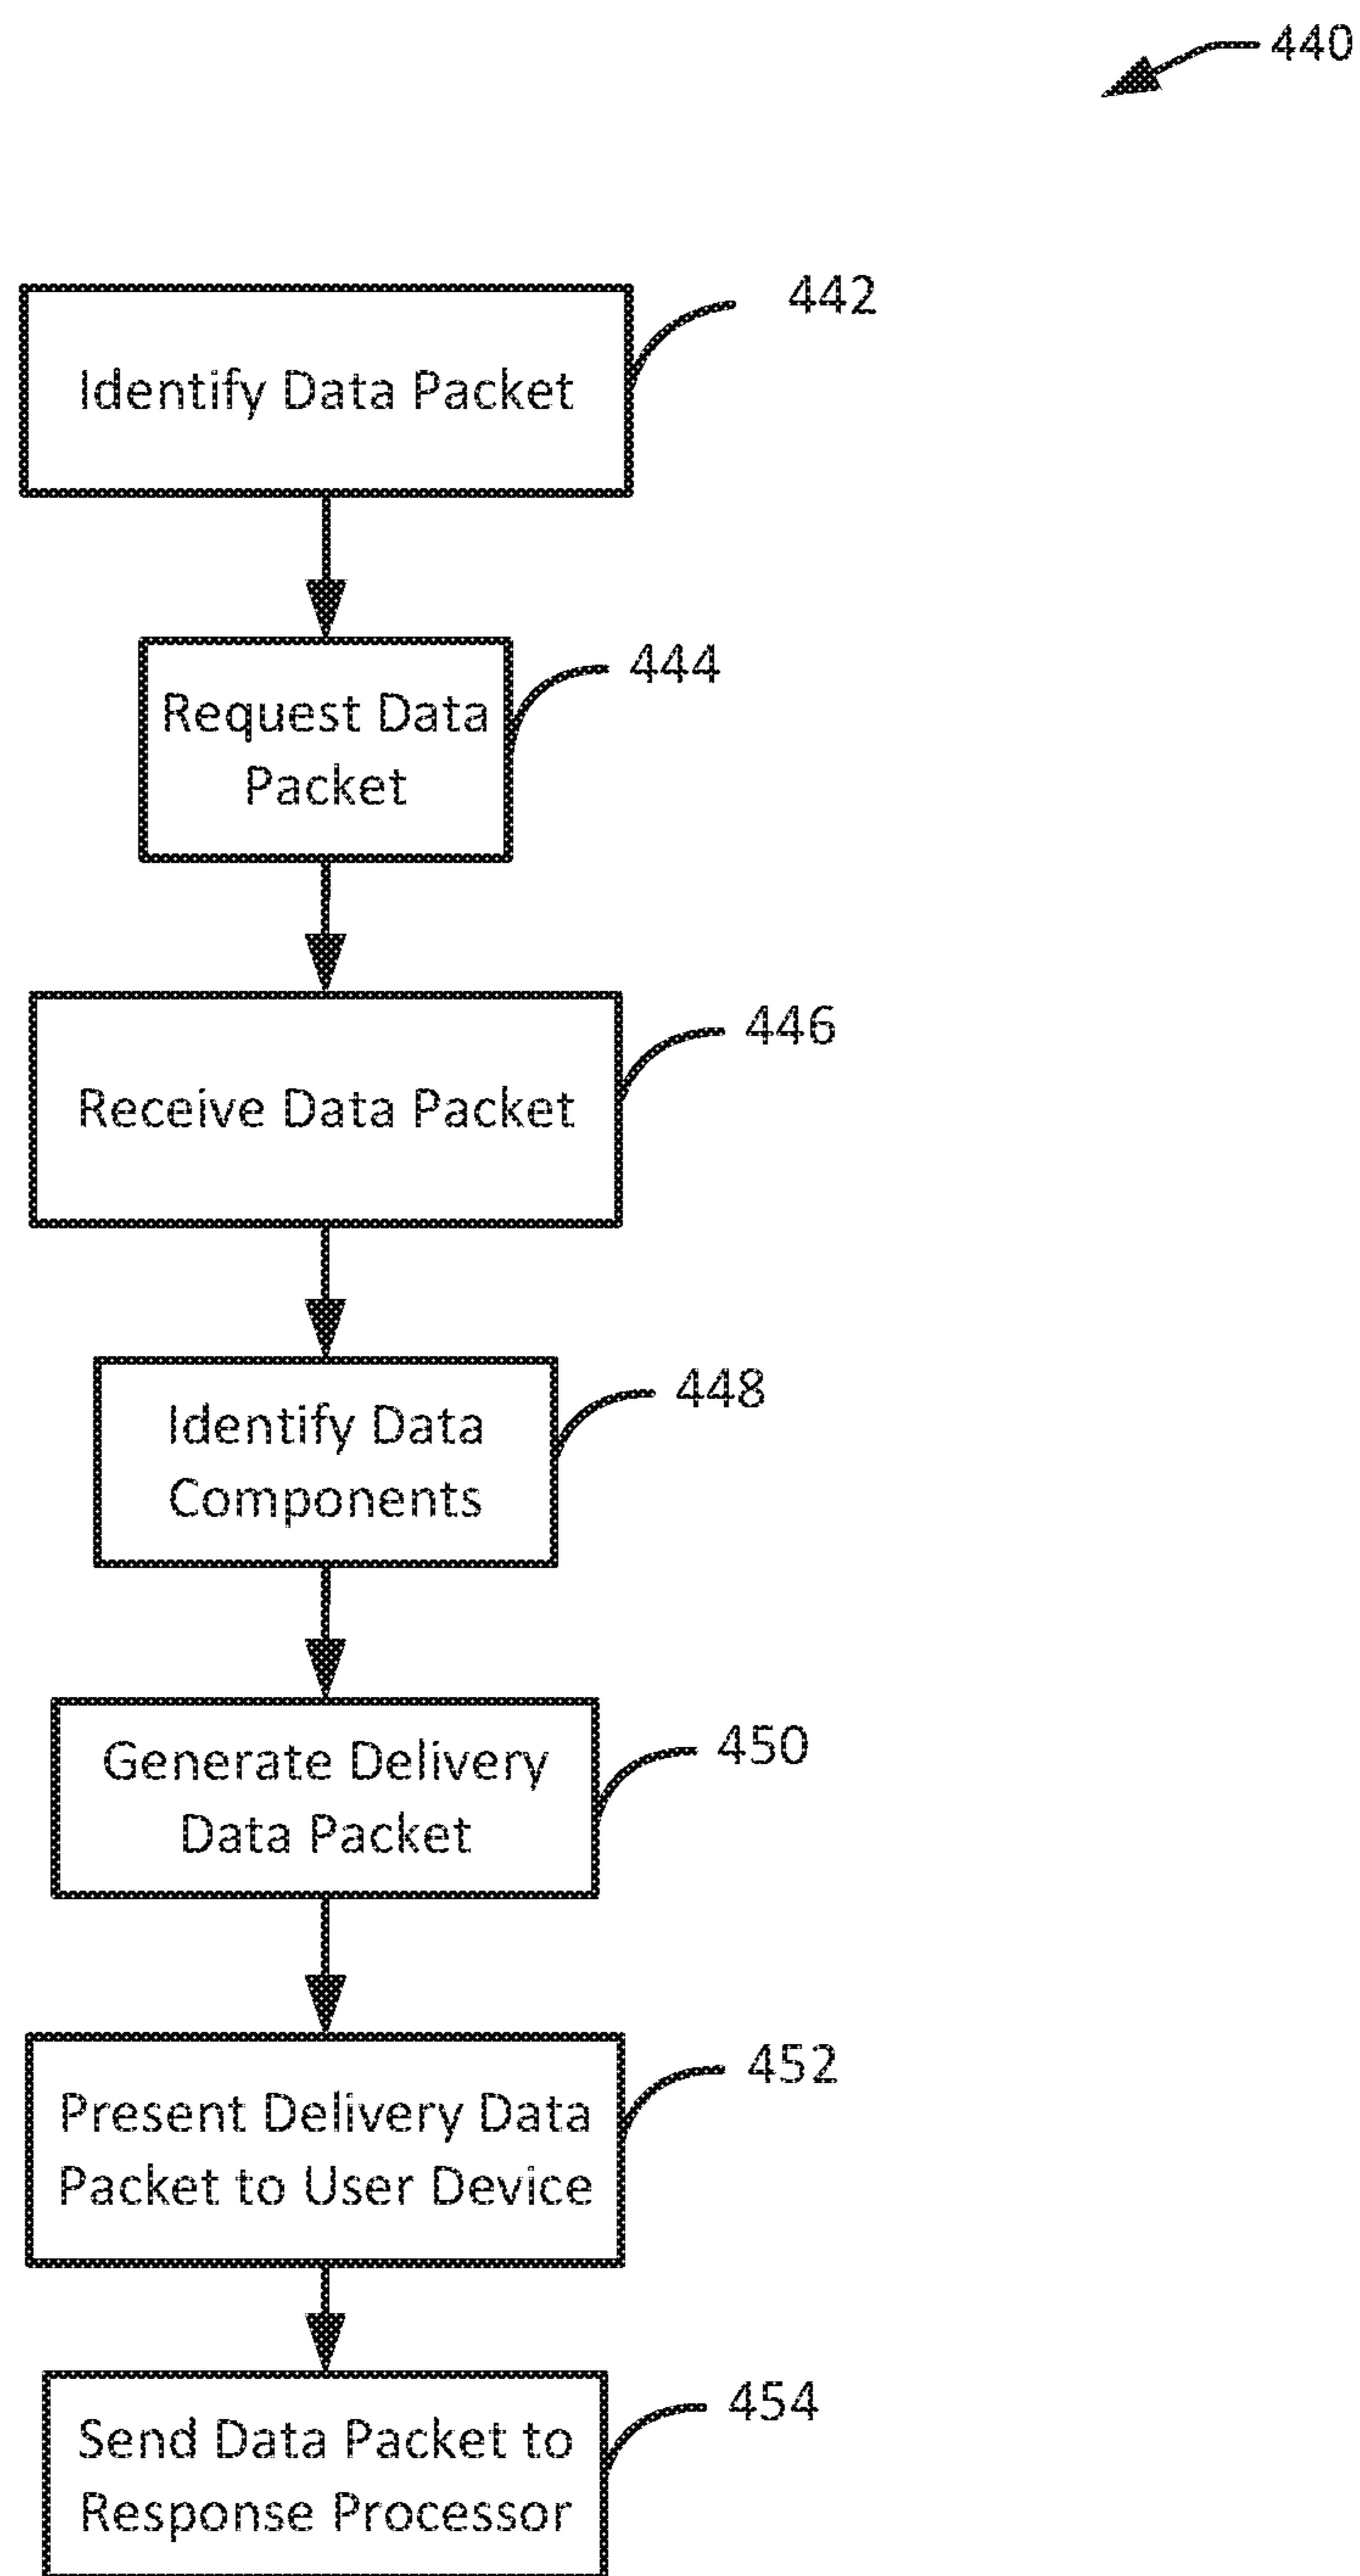 440
442
Identify Data Packet
444
Request Data
Packet
446
Receive Data Packet
448
Identify Data
Components
450
Generate Delivery
Data Packet
452
Present Delivery Data
Packet to User Device
454
Send Data Packet to
Response Processor